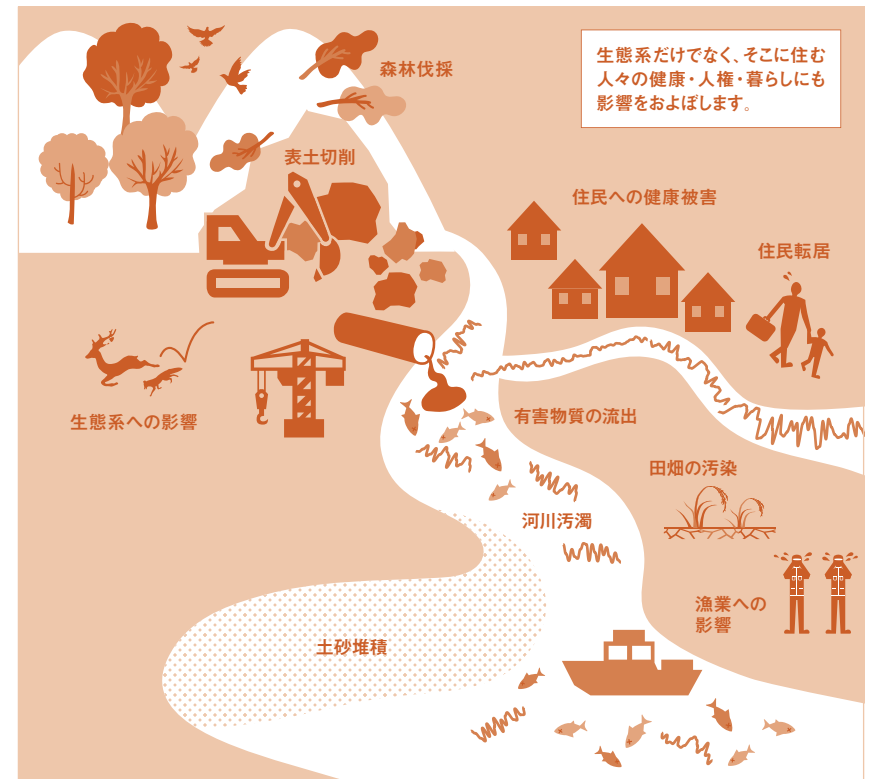 生態系だけでなく、そこに住む
人々の健康・人権・暮らしにも
影響をおよぼします。
森林伐採
表土切削
住民への健康被害
住民転居
生態系への影響
有害物質の流出
田畑の汚染
河川汚濁
漁業への
影響
土砂堆積